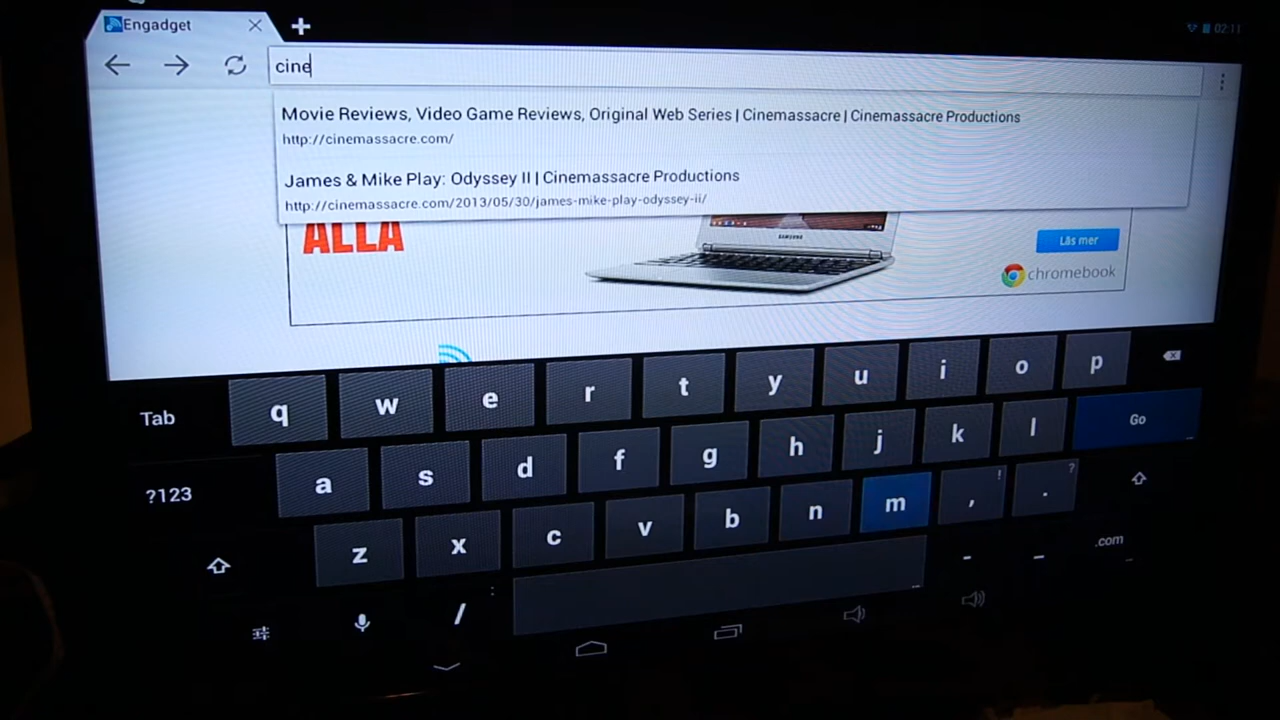 Engadget
02:11
cine
Movie Reviews, Video Game Reviews, Original Web Series | Cinemassacre | Cinemassacre Productions
http://cinemassacre.com/
James & Mike Play: Odyssey II | Cinemassacre Productions
http://cinemassacre.com/2013/05/30/james-mike-play-odyssey-ii/
ALLA
SAMSUNG
Läs mer
chromebook
Tab q w e r t y u i o p
?123 a s d f g h j k l Go
z x c v b n m , ! . ?
/ : - _ .com